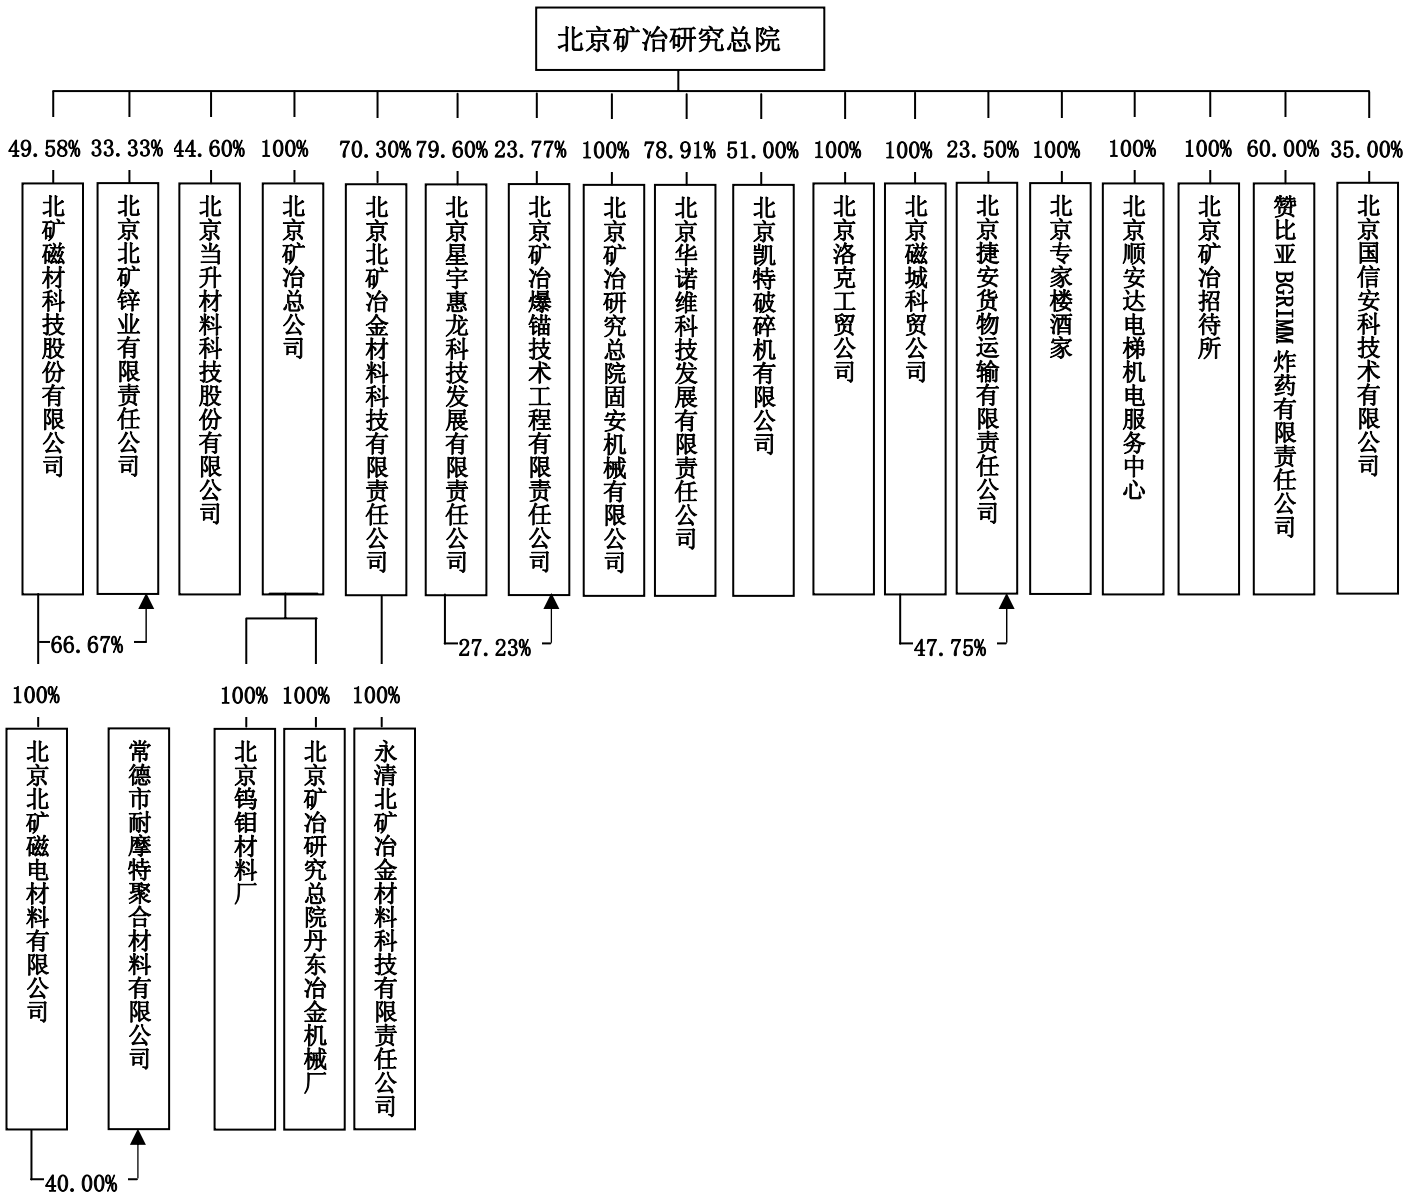 北京矿冶研究总院
49.58%
33.33%
44.60%
100%
70.30%
79.60%
23.77%
100%
78.91%
51.00%
100%
100%
23.50%
100%
100%
100%
60.00%
35.00%
北矿磁材科技股份有限公司
北京北矿锌业有限责任公司
北京当升材料科技股份有限公司
北京矿冶总公司
北京北矿冶金材料科技有限责任公司
北京星宇惠龙科技发展有限责任公司
北京矿冶爆锚技术工程有限责任公司
北京矿冶研究总院固安机械有限公司
北京华诺维科技发展有限责任公司
北京凯特破碎机有限公司
北京洛克工贸公司
北京磁城科贸公司
北京捷安货物运输有限责任公司
北京专家楼酒家
北京顺安达电梯机电服务中心
北京矿冶招待所
赞比亚 BGRIMM 炸药有限责任公司
北京国信安科技术有限公司
66.67%
27.23%
47.75%
100%
100%
100%
100%
北京北矿磁电材料有限公司
常德市耐摩特聚合材料有限公司
北京钨钼材料厂
北京矿冶研究总院丹东冶金机械厂
永清北矿冶金材料科技有限责任公司
40.00%